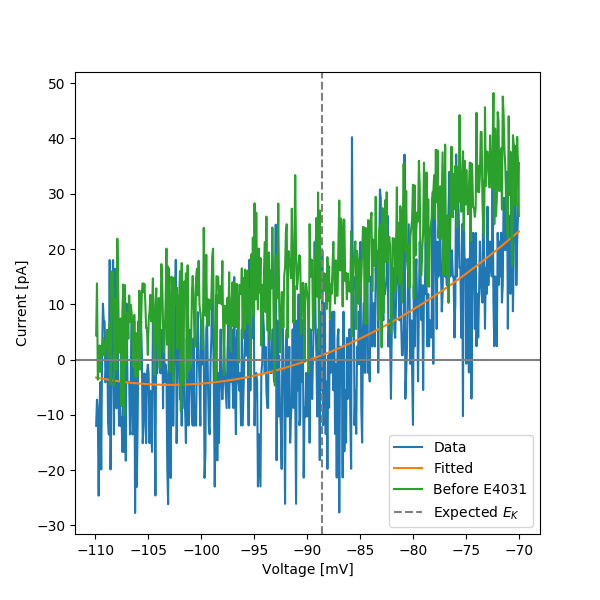 50
40
30
20
10
0
−10
−20
−30
Current [pA]
−110 −105 −100 −95 −90 −85 −80 −75 −70
Voltage [mV]
Data
Fitted
Before E4031
Expected E_K